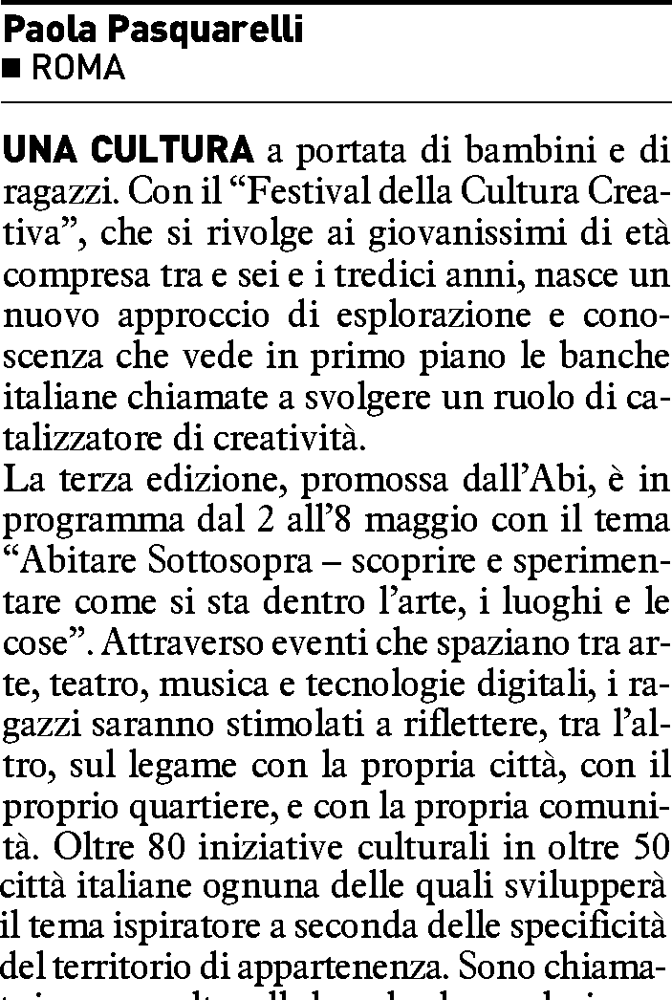 Paola Pasquarelli
■ ROMA
UNA CULTURA a portata di bambini e di
ragazzi. Con il “Festival della Cultura Crea-
tiva”, che si rivolge ai giovanissimi di età
compresa tra e sei e i tredici anni, nasce un
nuovo approccio di esplorazione e cono-
scenza che vede in primo piano le banche
italiane chiamate a svolgere un ruolo di ca-
talizzatore di creatività.
La terza edizione, promossa dall’Abi, è in
programma dal 2 all’8 maggio con il tema
“Abitare Sottosopra – scoprire e sperimen-
tare come si sta dentro l’arte, i luoghi e le
cose”. Attraverso eventi che spaziano tra ar-
te, teatro, musica e tecnologie digitali, i ra-
gazzi saranno stimolati a riflettere, tra l’al-
tro, sul legame con la propria città, con il
proprio quartiere, e con la propria comuni-
tà. Oltre 80 iniziative culturali in oltre 50
città italiane ognuna delle quali svilupperà
il tema ispiratore a seconda delle specificità
del territorio di appartenenza. Sono chiama-